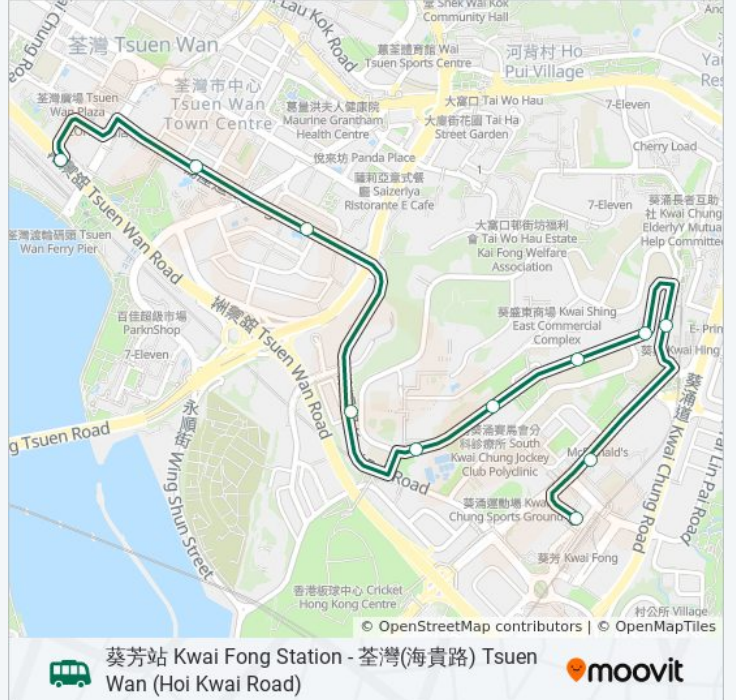 堂 Shek Wai Kok
Community Hall
Lau Kok Road
荃灣 Tsuen Wan
蕙荃體育館 Wai
Tsuen Sports Centre
河背村 Ho
Pui Village
荃灣市中心
Tsuen Wan
Town Centre
荃灣廣場 Tsuen
Wan Plaza
葛量洪夫人健康院
Maurine Grantham
Health Centre
大窩口 Tai Wo Hau
7-Eleven
大廈街花園 Tai Ha
Street Garden
Cherry Load
悅來坊 Panda Place
1
薩莉亞意式餐
廳 Saizeriya
Ristorante E Cafe
7-Eleven
葵涌長者互助
社 Kwai Chung
ElderlyY Mutua
Help Committee
大窩口邨街坊福利
會 Tai Wo Hau Estate
Kai Fong Welfare
Association
Tsuen Wan Road
荃灣渡輪碼頭 Tsuen
Wan Ferry Pier
百佳超級市場
ParknShop
7-Eleven
Tsuen Wan Road
葵盛東商場 Kwai Shing
East Commercial
Complex
E- Prin
Kwai Hing
g Tsuen Road
永順街 Wing Shun Street
葵涌道 Kwai Chung Road
Tai Lin Pai Road
葵涌賽馬會分
科診療所 South
Kwai Chung Jockey
Club Polyclinic
Road
葵涌運動場 Kwai
Chung Sports Ground
葵芳 Kwai Fong
香港板球中心 Cricket
Hong Kong Centre
村公所 Village
© OpenStreetMap contributors | © OpenMapTiles
葵芳站 Kwai Fong Station - 荃灣(海貴路) Tsuen
Wan (Hoi Kwai Road)
moovit